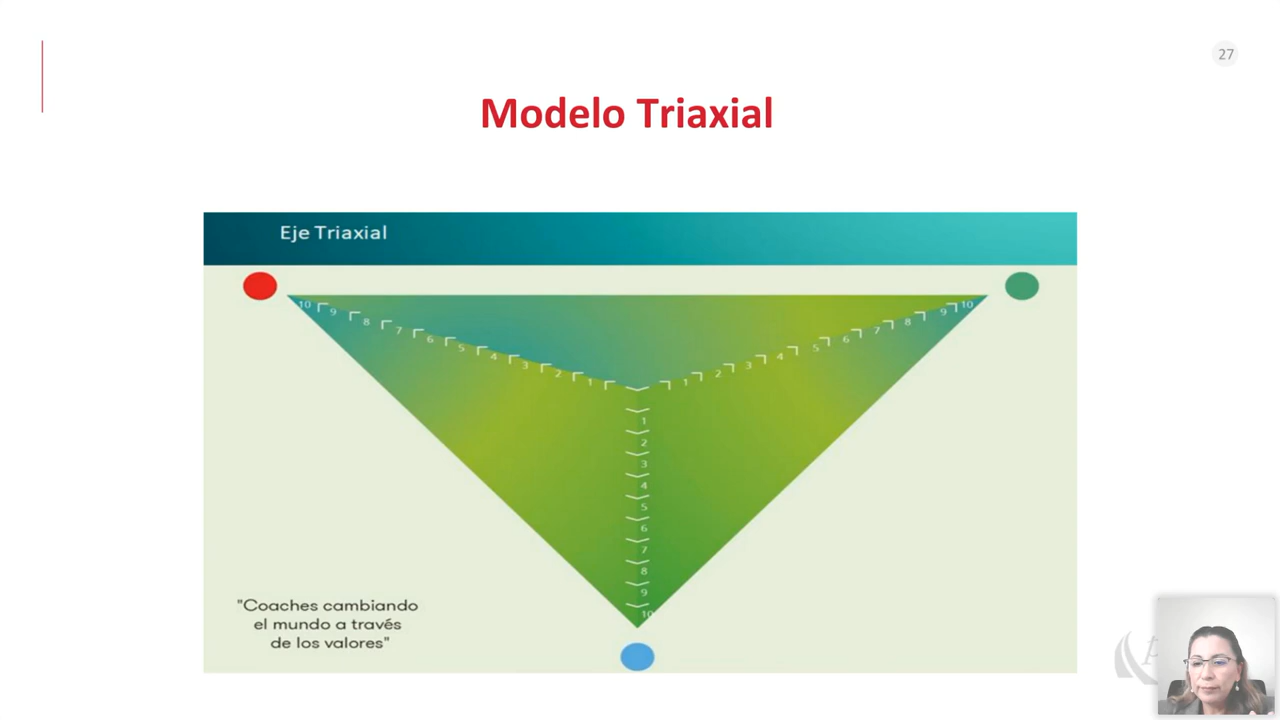 27
Modelo Triaxial
Eje Triaxial
10 9 8 7 6 5 4 3 2 1
1 2 3 4 5 6 7 8 9 10
1
2
3
4
5
6
7
8
9
10
"Coaches cambiando
el mundo a través
de los valores"